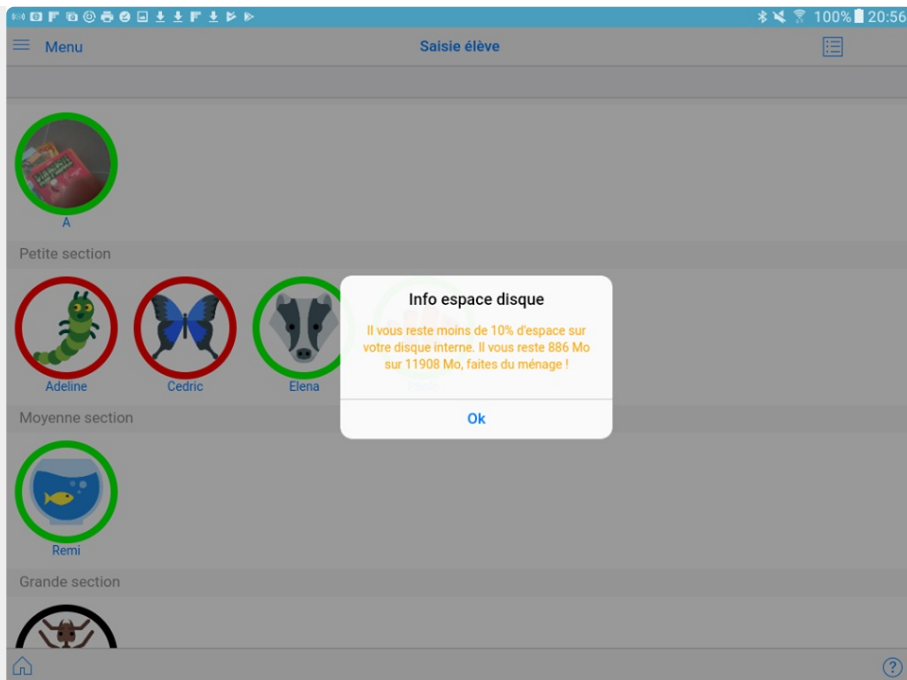 100% 20:56
Menu
Saisie élève
A
Petite section
Info espace disque
Il vous reste moins de 10% d'espace sur
votre disque interne. Il vous reste 886 Mo
sur 11908 Mo, faites du ménage !
Ok
Adeline
Cedric
Elena
Moyenne section
Remi
Grande section
?